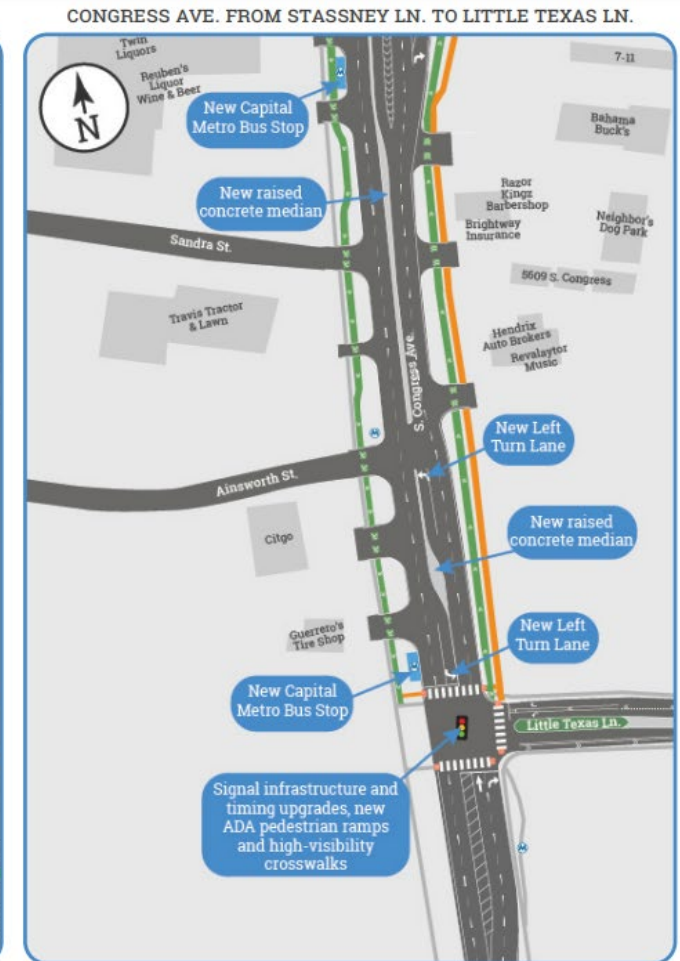 CONGRESS AVE. FROM STASSNEY LN. TO LITTLE TEXAS LN.
Twin
Liquors
Reuben's
Liquor
Wine & Beer
N
New Capital
Metro Bus Stop
7-11
Bahama
Buck's
New raised
concrete median
Razor
Kingz
Barbershop
Brightway
Insurance
Neighbor's
Dog Park
Sandra St.
5609 S. Congress
Travis Tractor
& Lawn
Hendrix
Auto Brokers
Revalaytor
Music
S. Congress Ave.
New Left
Turn Lane
Ainsworth St.
Citgo
New raised
concrete median
Guerrero's
Tire Shop
New Left
Turn Lane
New Capital
Metro Bus Stop
Little Texas Ln.
Signal infrastructure and
timing upgrades, new
ADA pedestrian ramps
and high-visibility
crosswalks